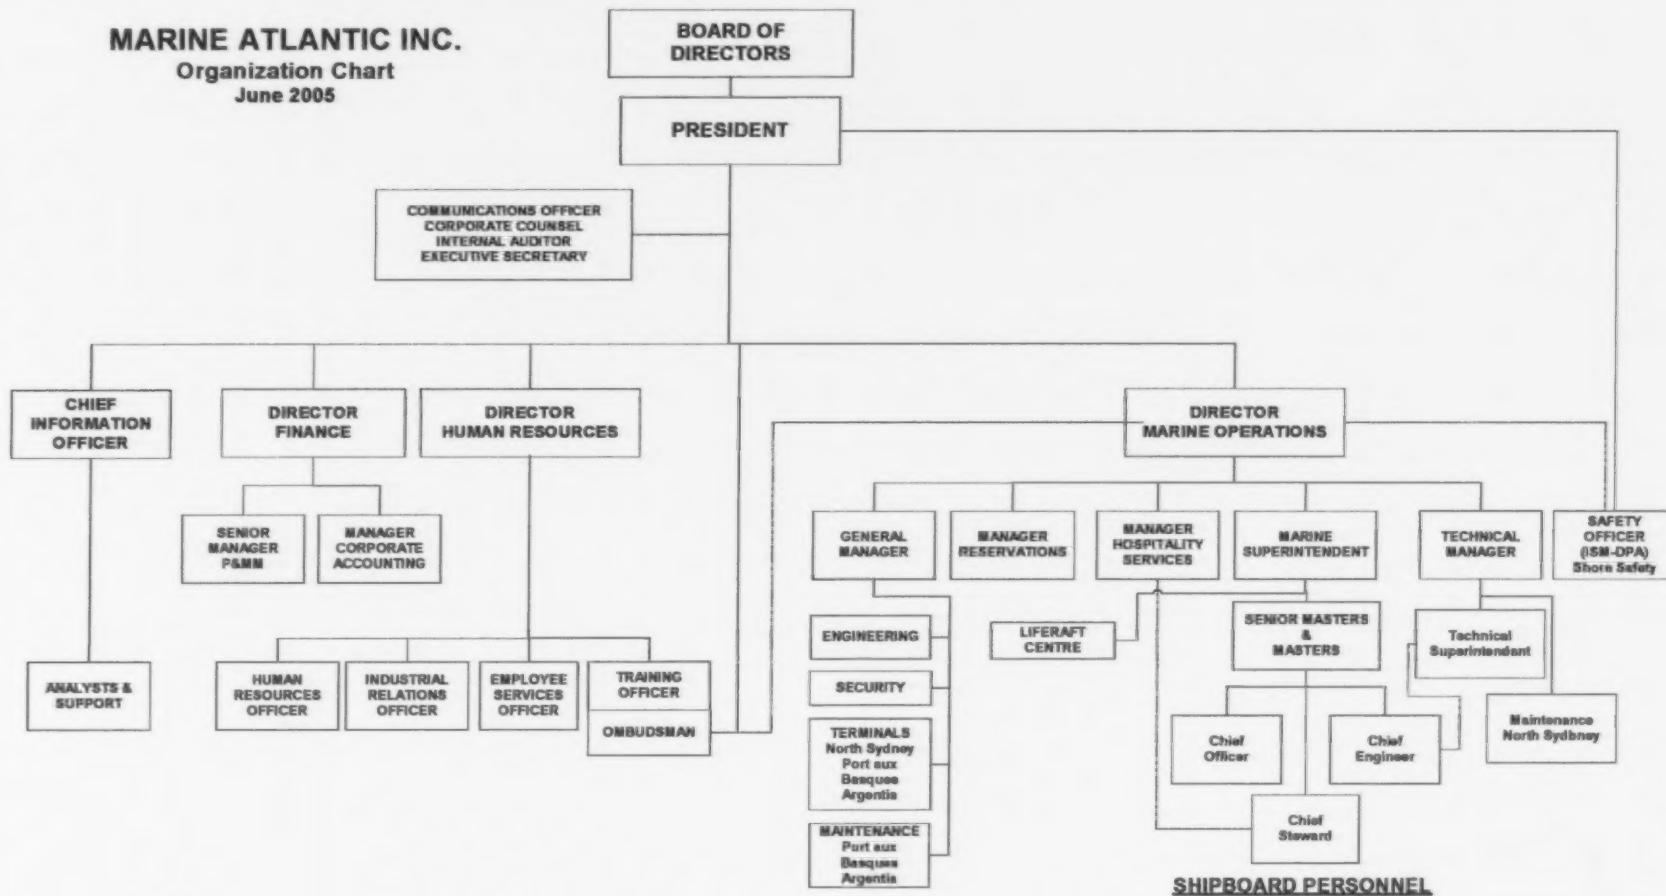 MARINE ATLANTIC INC.
Organization Chart
June 2005
BOARD OF
DIRECTORS
PRESIDENT
COMMUNICATIONS OFFICER
CORPORATE COUNSEL
INTERNAL AUDITOR
EXECUTIVE SECRETARY
CHIEF
INFORMATION
OFFICER
DIRECTOR
FINANCE
DIRECTOR
HUMAN RESOURCES
DIRECTOR
MARINE OPERATIONS
SENIOR
MANAGER
P&MM
MANAGER
CORPORATE
ACCOUNTING
GENERAL
MANAGER
MANAGER
RESERVATIONS
MANAGER
HOSPITALITY
SERVICES
MARINE
SUPERINTENDENT
TECHNICAL
MANAGER
SAFETY
OFFICER
(ISM-DPA)
Shore Safety
ENGINEERING
LIFERAFT
CENTRE
SENIOR MASTERS
&
MASTERS
Technical
Superintendant
ANALYSTS &
SUPPORT
HUMAN
RESOURCES
OFFICER
INDUSTRIAL
RELATIONS
OFFICER
EMPLOYEE
SERVICES
OFFICER
TRAINING
OFFICER
OMBUDSMAN
SECURITY
TERMINALS
North Sydney
Port aux
Basques
Argentia
Chief
Officer
Chief
Engineer
Maintenance
North Sydbney
MAINTENANCE
Port aux
Basques
Argentia
Chief
Steward
SHIPBOARD PERSONNEL